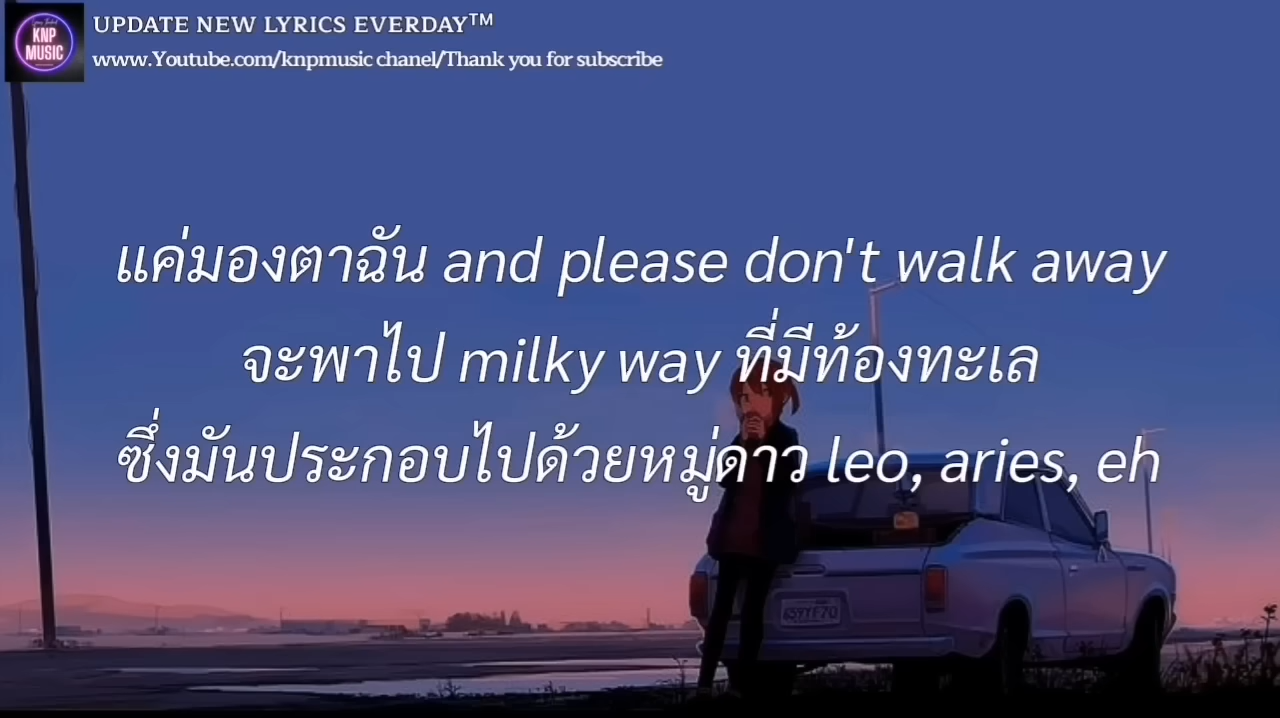 KNP
MUSIC
UPDATE NEW LYRICS EVERDAY™
www.Youtube.com/knpmusic chanel/Thank you for subscribe
แค่มองตาฉัน and please don't walk away
จะพาไป milky way ที่มีท้องทะเล
ซึ่งมันประกอบไปด้วยหมู่ดาว leo, aries, eh